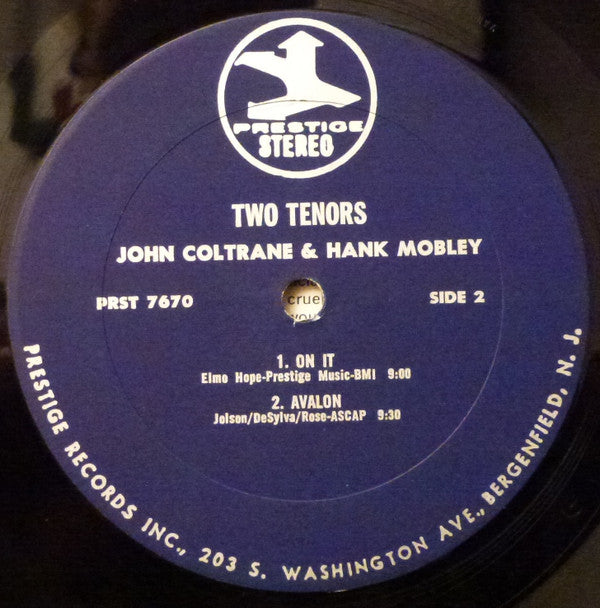 PRESTIGE
STEREO
TWO TENORS
JOHN COLTRANE & HANK MOBLEY
PRST 7670
cruel
SIDE 2
1. ON IT
Elmo Hope-Prestige Music-BMI 9:00
2. AVALON
Jolson/DeSylva/Rose-ASCAP 9:30
PRESTIGE RECORDS INC., 203 S. WASHINGTON AVE., BERGENFIELD, N. J.